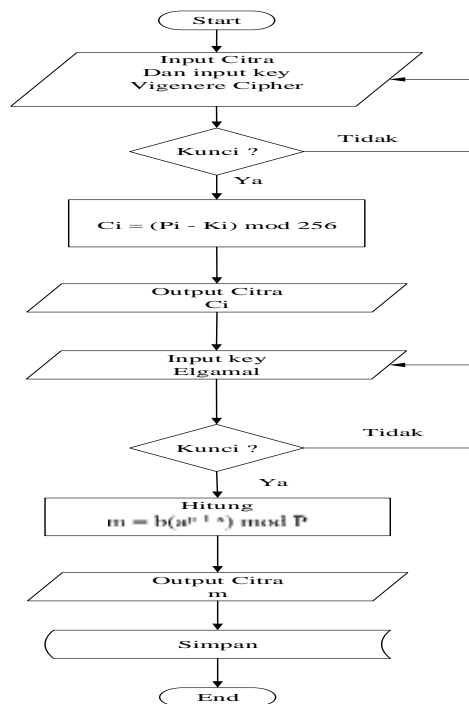 Start
Input Citra
Dan input key
Vigenere Cipher
Kunci ?
Tidak
Ya
Ci = (Pi - Ki) mod 256
Output Citra
Ci
Input key
Elgamal
Kunci ?
Tidak
Ya
Hitung
m = b(a) mod P
Output Citra
m
Simpan
End